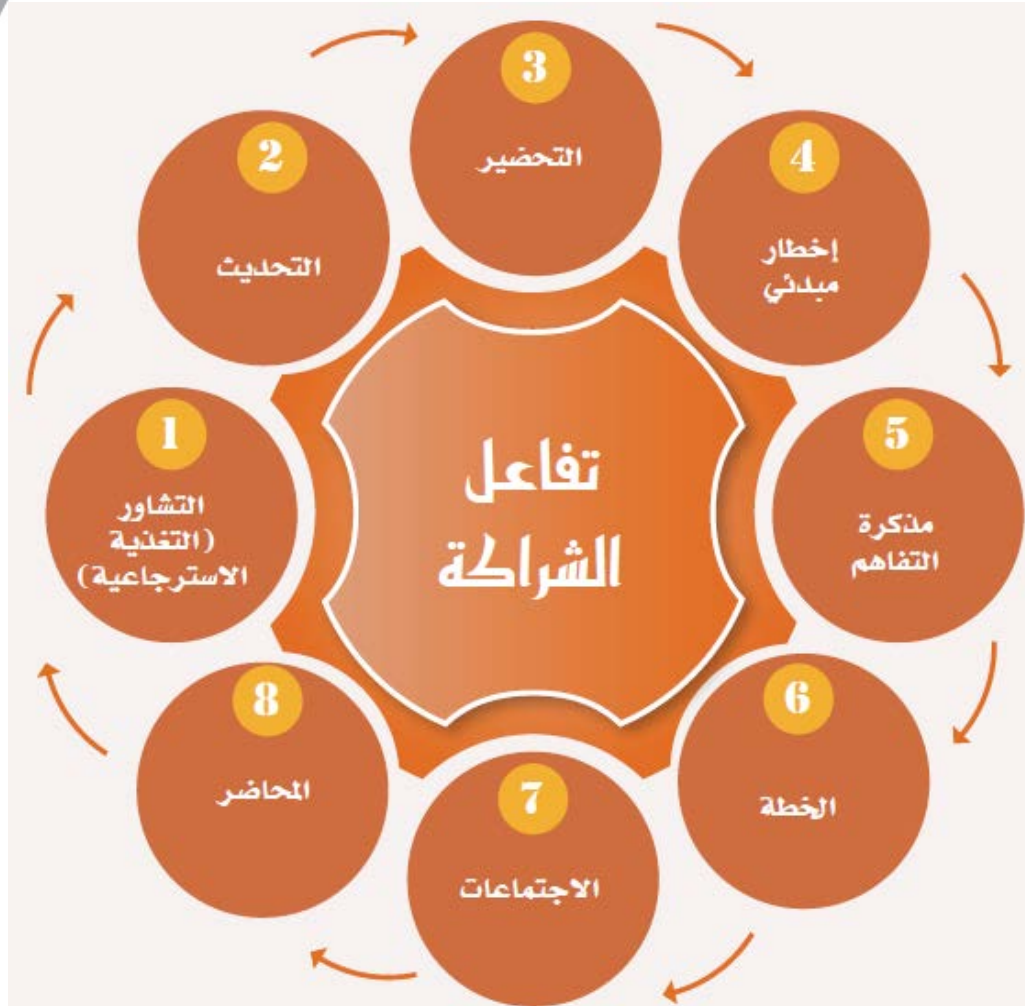 تفاعل
الشراكة
1
التشاور
(التغذية
الاسترجاعية)
2
التحديث
3
التحضير
4
إخطار
مبدئي
5
مذكرة
التفاهم
6
الخطة
7
الاجتماعات
8
المحاضر